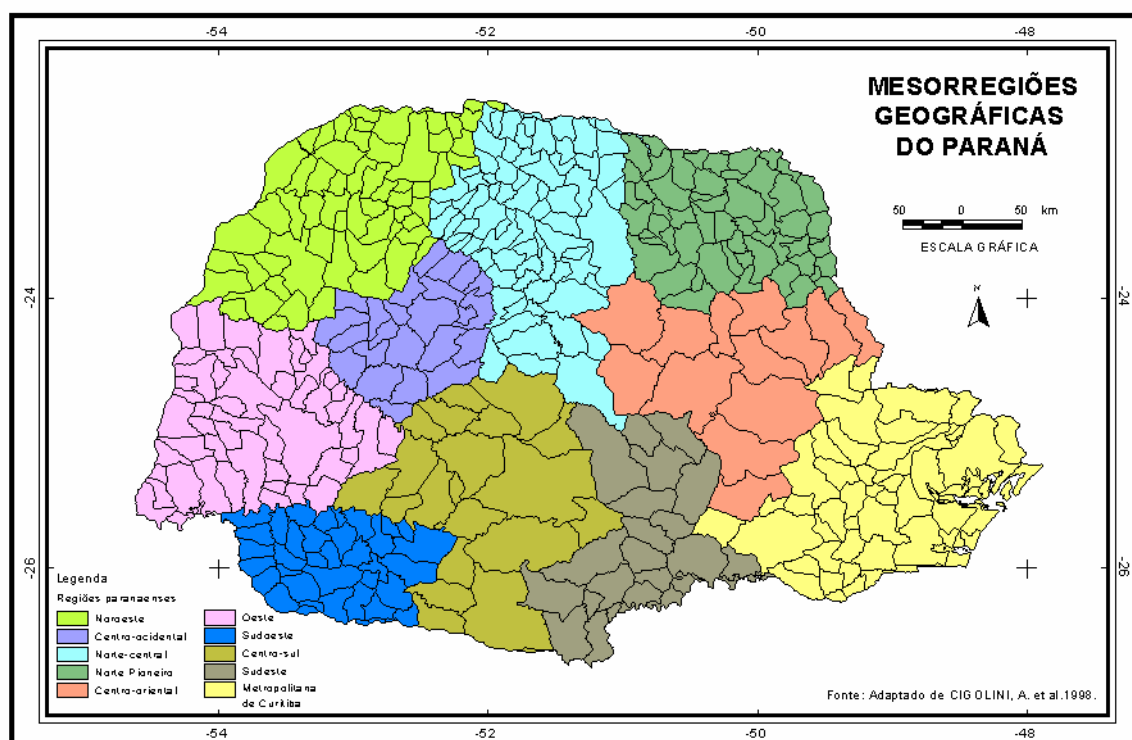 -54 -52 -50 -48
MESORREGIÕES
GEOGRÁFICAS
DO PARANÁ
50 0 50 km
ESCALA GRÁFICA
N
-24 -24
-26 -26
Legenda
Regiões paranaenses
Noroeste
Centro-ocidental
Norte-central
Norte Pioneiro
Centro-oriental
Oeste
Sudoeste
Centro-sul
Sudeste
Metropolitana
de Curitiba
Fonte: Adaptado de CIGOLINI, A. et al.1998.
-54 -52 -50 -48